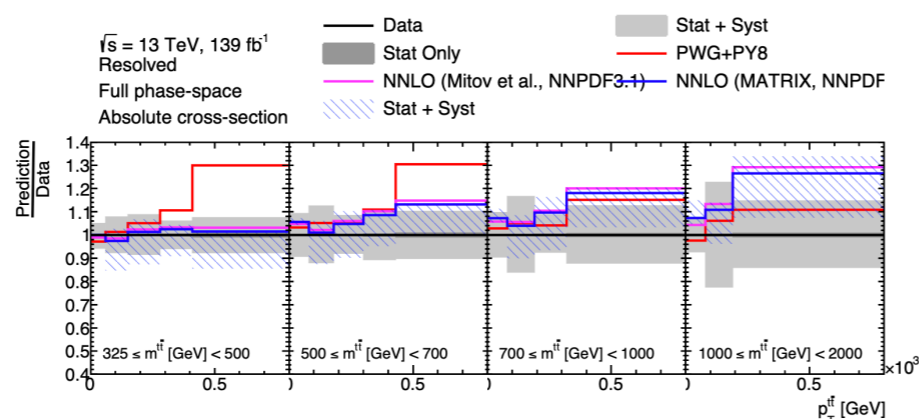 √s = 13 TeV, 139 fb⁻¹
Resolved
Full phase-space
Absolute cross-section
Data
Stat Only
NNLO (Mitov et al., NNPDF3.1)
Stat + Syst
Stat + Syst
PWG+PY8
NNLO (MATRIX, NNPDF
Prediction
Data
1.4
1.3
1.2
1.1
1
0.9
0.8
0.7
0.6
0.5
0.4
325 ≤ m^{tt̄} [GeV] < 500
500 ≤ m^{tt̄} [GeV] < 700
700 ≤ m^{tt̄} [GeV] < 1000
1000 ≤ m^{tt̄} [GeV] < 2000
0 0.5 0.5 0.5 0.5
×10³
p_T^{tt̄} [GeV]